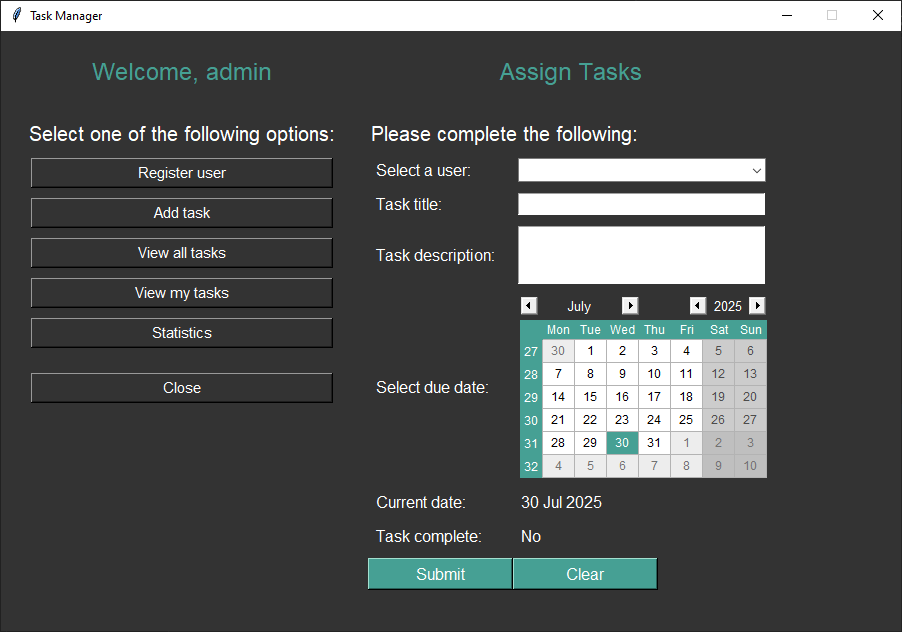 Task Manager
Welcome, admin
Select one of the following options:
Register user
Add task
View all tasks
View my tasks
Statistics
Close
Assign Tasks
Please complete the following:
Select a user:
Task title:
Task description:
Select due date:
July 2025
Mon Tue Wed Thu Fri Sat Sun
27 30 1 2 3 4 5 6
28 7 8 9 10 11 12 13
29 14 15 16 17 18 19 20
30 21 22 23 24 25 26 27
31 28 29 30 31 1 2 3
32 4 5 6 7 8 9 10
Current date: 30 Jul 2025
Task complete: No
Submit Clear